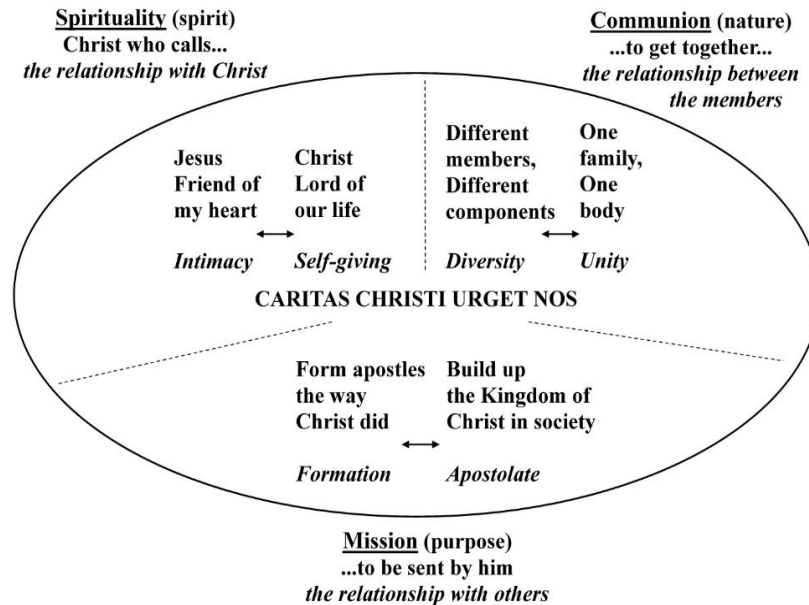 Spirituality (spirit)
Christ who calls...
the relationship with Christ
Communion (nature)
...to get together...
the relationship between
the members
Jesus
Friend of
my heart
Intimacy
Christ
Lord of
our life
Self-giving
Different
members,
Different
components
Diversity
One
family,
One
body
Unity
CARITAS CHRISTI URGET NOS
Form apostles
the way
Christ did
Formation
Build up
the Kingdom of
Christ in society
Apostolate
Mission (purpose)
...to be sent by him
the relationship with others